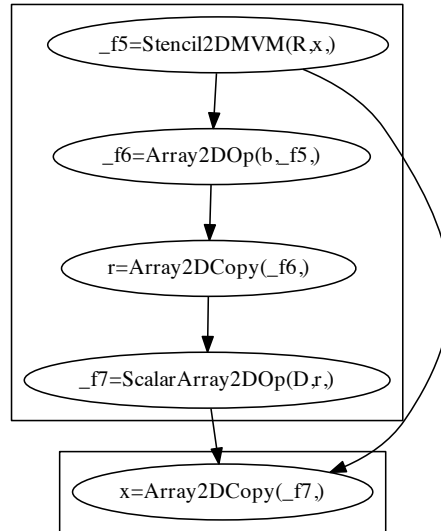 _f5=Stencil2DMVM(R,x,)
_f6=Array2DOp(b,_f5,)
r=Array2DCopy(_f6,)
_f7=ScalarArray2DOp(D,r,)
x=Array2DCopy(_f7,)